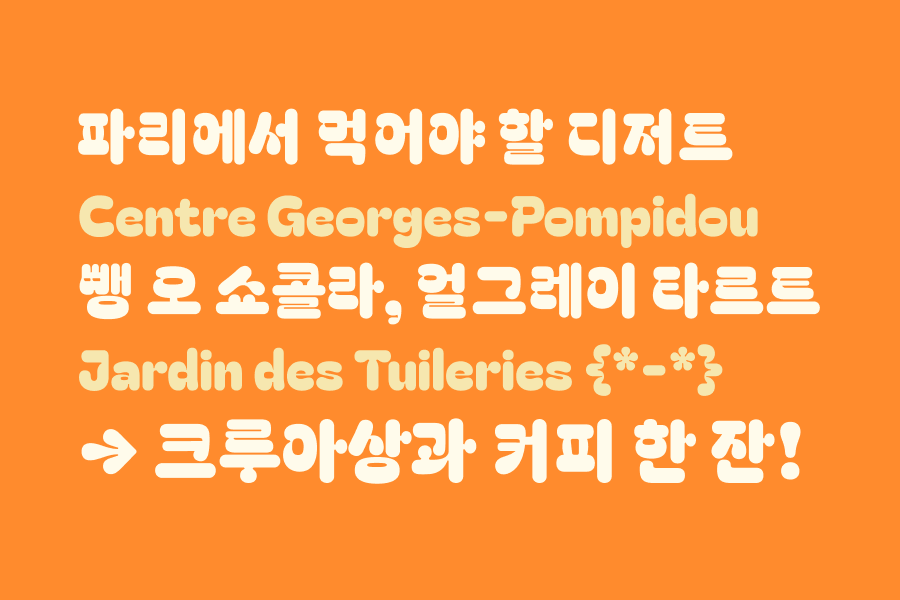 파리에서 먹어야 할 디저트
Centre Georges-Pompidou
뺑 오 쇼콜라, 얼그레이 타르트
Jardin des Tuileries {*-*}
→ 크루아상과 커피 한 잔!